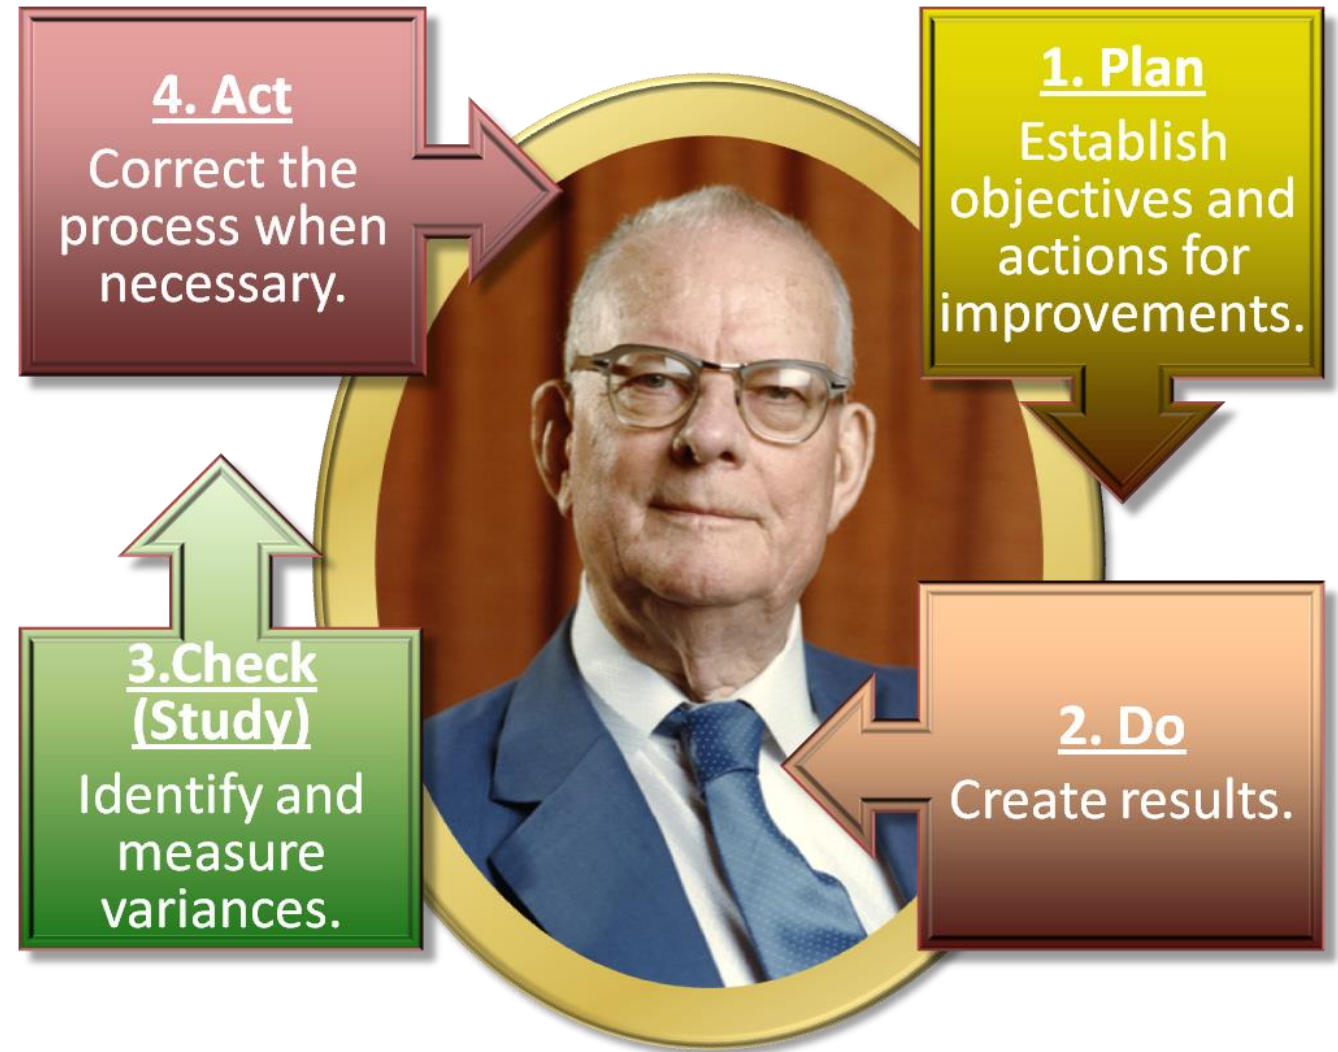 1. Plan
Establish
objectives and
actions for
improvements.
2. Do
Create results.
3.Check
(Study)
Identify and
measure
variances.
4. Act
Correct the
process when
necessary.